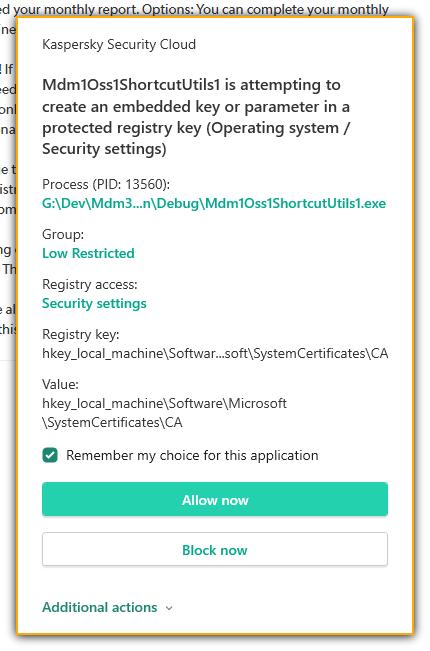 ed your monthly report. Options: You can complete your monthly
Kaspersky Security Cloud
Mdm1Oss1ShortcutUtils1 is attempting to
create an embedded key or parameter in a
protected registry key (Operating system /
Security settings)
Process (PID: 13560):
G:\Dev\Mdm3...n\Debug\Mdm1Oss1ShortcutUtils1.exe
Group:
Low Restricted
Registry access:
Security settings
Registry key:
hkey_local_machine\Softwar...soft\SystemCertificates\CA
Value:
hkey_local_machine\Software\Microsoft
\SystemCertificates\CA
Remember my choice for this application
Allow now
Block now
Additional actions